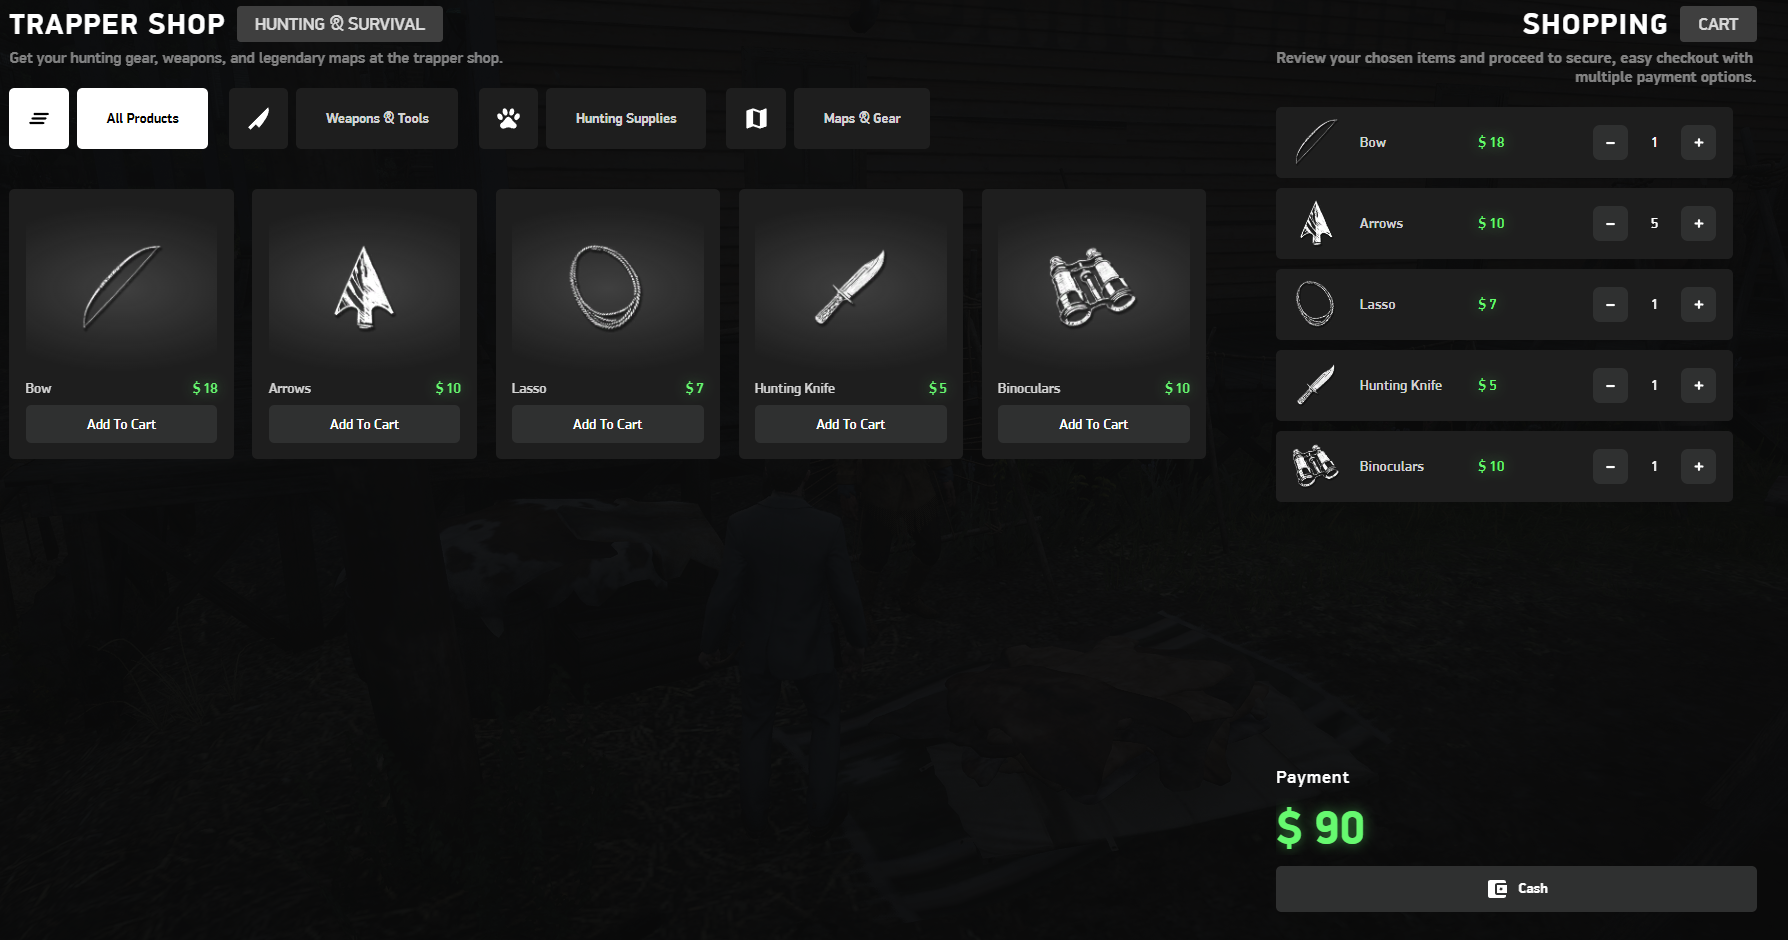 TRAPPER SHOP HUNTING & SURVIVAL
Get your hunting gear, weapons, and legendary maps at the trapper shop.
All Products Weapons & Tools Hunting Supplies Maps & Gear
Bow $ 18
Add To Cart
Arrows $ 10
Add To Cart
Lasso $ 7
Add To Cart
Hunting Knife $ 5
Add To Cart
Binoculars $ 10
Add To Cart
SHOPPING CART
Review your chosen items and proceed to secure, easy checkout with
multiple payment options.
Bow $ 18 − 1 +
Arrows $ 10 − 5 +
Lasso $ 7 − 1 +
Hunting Knife $ 5 − 1 +
Binoculars $ 10 − 1 +
Payment
$ 90
Cash